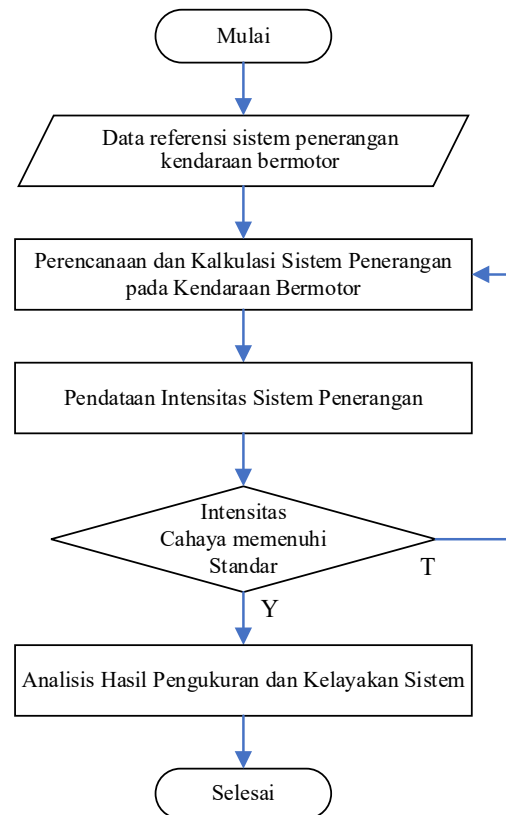 Mulai
Data referensi sistem penerangan
kendaraan bermotor
Perencanaan dan Kalkulasi Sistem Penerangan
pada Kendaraan Bermotor
Pendataan Intensitas Sistem Penerangan
Intensitas
Cahaya memenuhi
Standar
T
Y
Analisis Hasil Pengukuran dan Kelayakan Sistem
Selesai